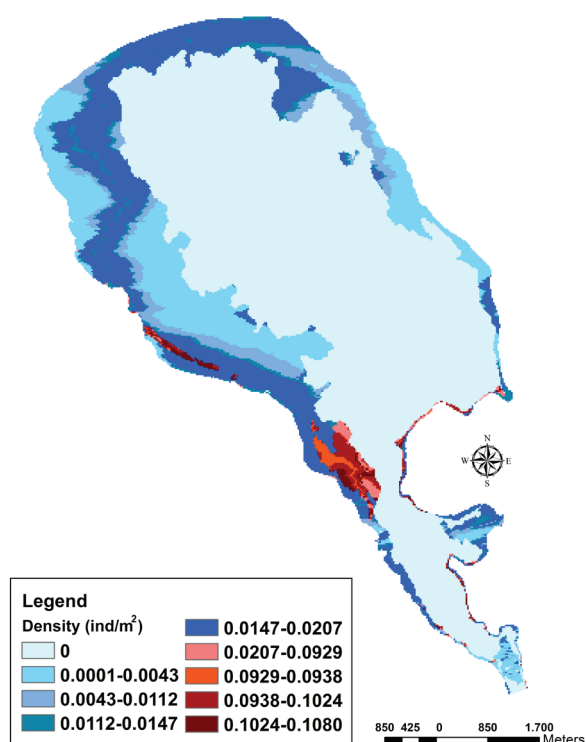 N
W E
S
Legend
Density (ind/m²)
0
0.0001-0.0043
0.0043-0.0112
0.0112-0.0147
0.0147-0.0207
0.0207-0.0929
0.0929-0.0938
0.0938-0.1024
0.1024-0.1080
850 425 0 850 1.700
Meters